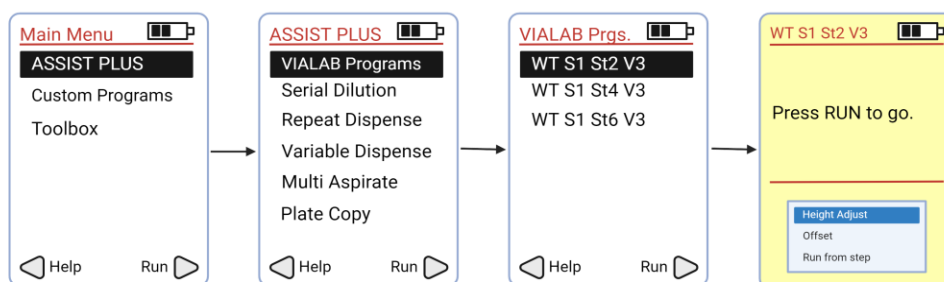 Main Menu
ASSIST PLUS
Custom Programs
Toolbox
Help
Run
ASSIST PLUS
VIALAB Programs
Serial Dilution
Repeat Dispense
Variable Dispense
Multi Aspirate
Plate Copy
Help
Run
VIALAB Prgs.
WT S1 St2 V3
WT S1 St4 V3
WT S1 St6 V3
Help
Run
WT S1 St2 V3
Press RUN to go.
Height Adjust
Offset
Run from step